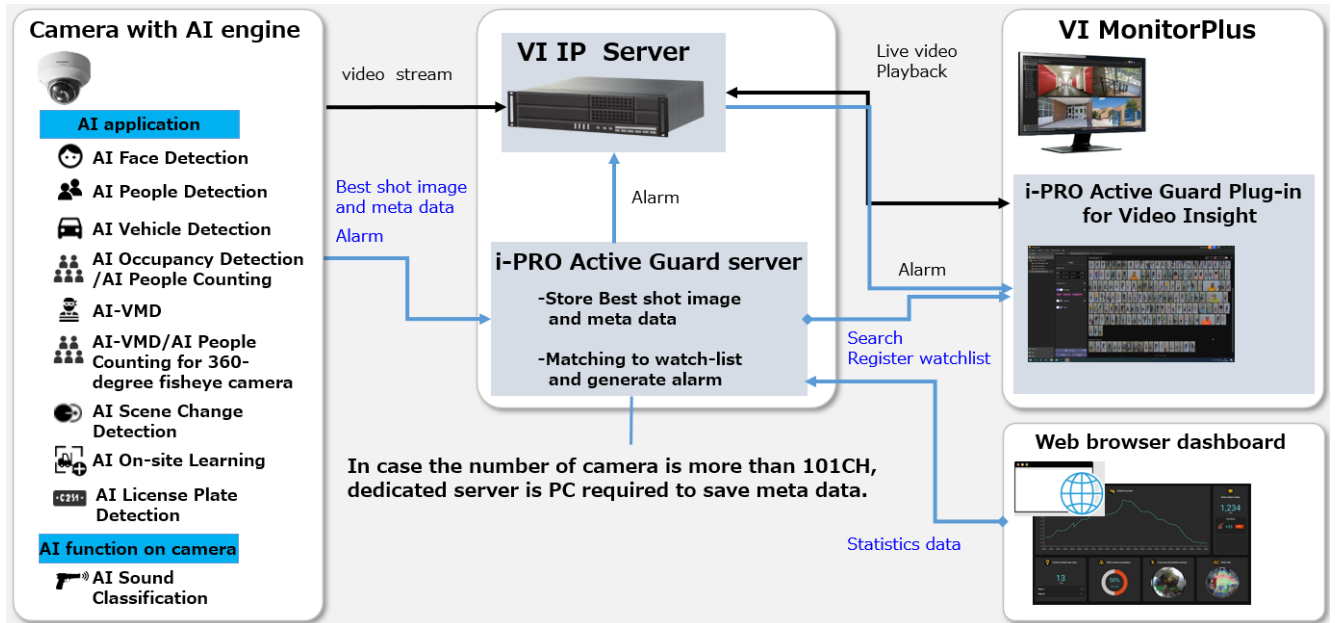 Camera with AI engine
AI application
AI Face Detection
AI People Detection
AI Vehicle Detection
AI Occupancy Detection
/AI People Counting
AI-VMD
AI-VMD/AI People
Counting for 360-
degree fisheye camera
AI Scene Change
Detection
AI On-site Learning
AI License Plate
Detection
AI function on camera
AI Sound
Classification
video stream
Best shot image
and meta data
Alarm
VI IP Server
Alarm
i-PRO Active Guard server
-Store Best shot image
and meta data
-Matching to watch-list
and generate alarm
In case the number of camera is more than 101CH,
dedicated server is PC required to save meta data.
Live video
Playback
Alarm
Search
Register watchlist
Statistics data
VI MonitorPlus
i-PRO Active Guard Plug-in
for Video Insight
Web browser dashboard
1,234
13
50%